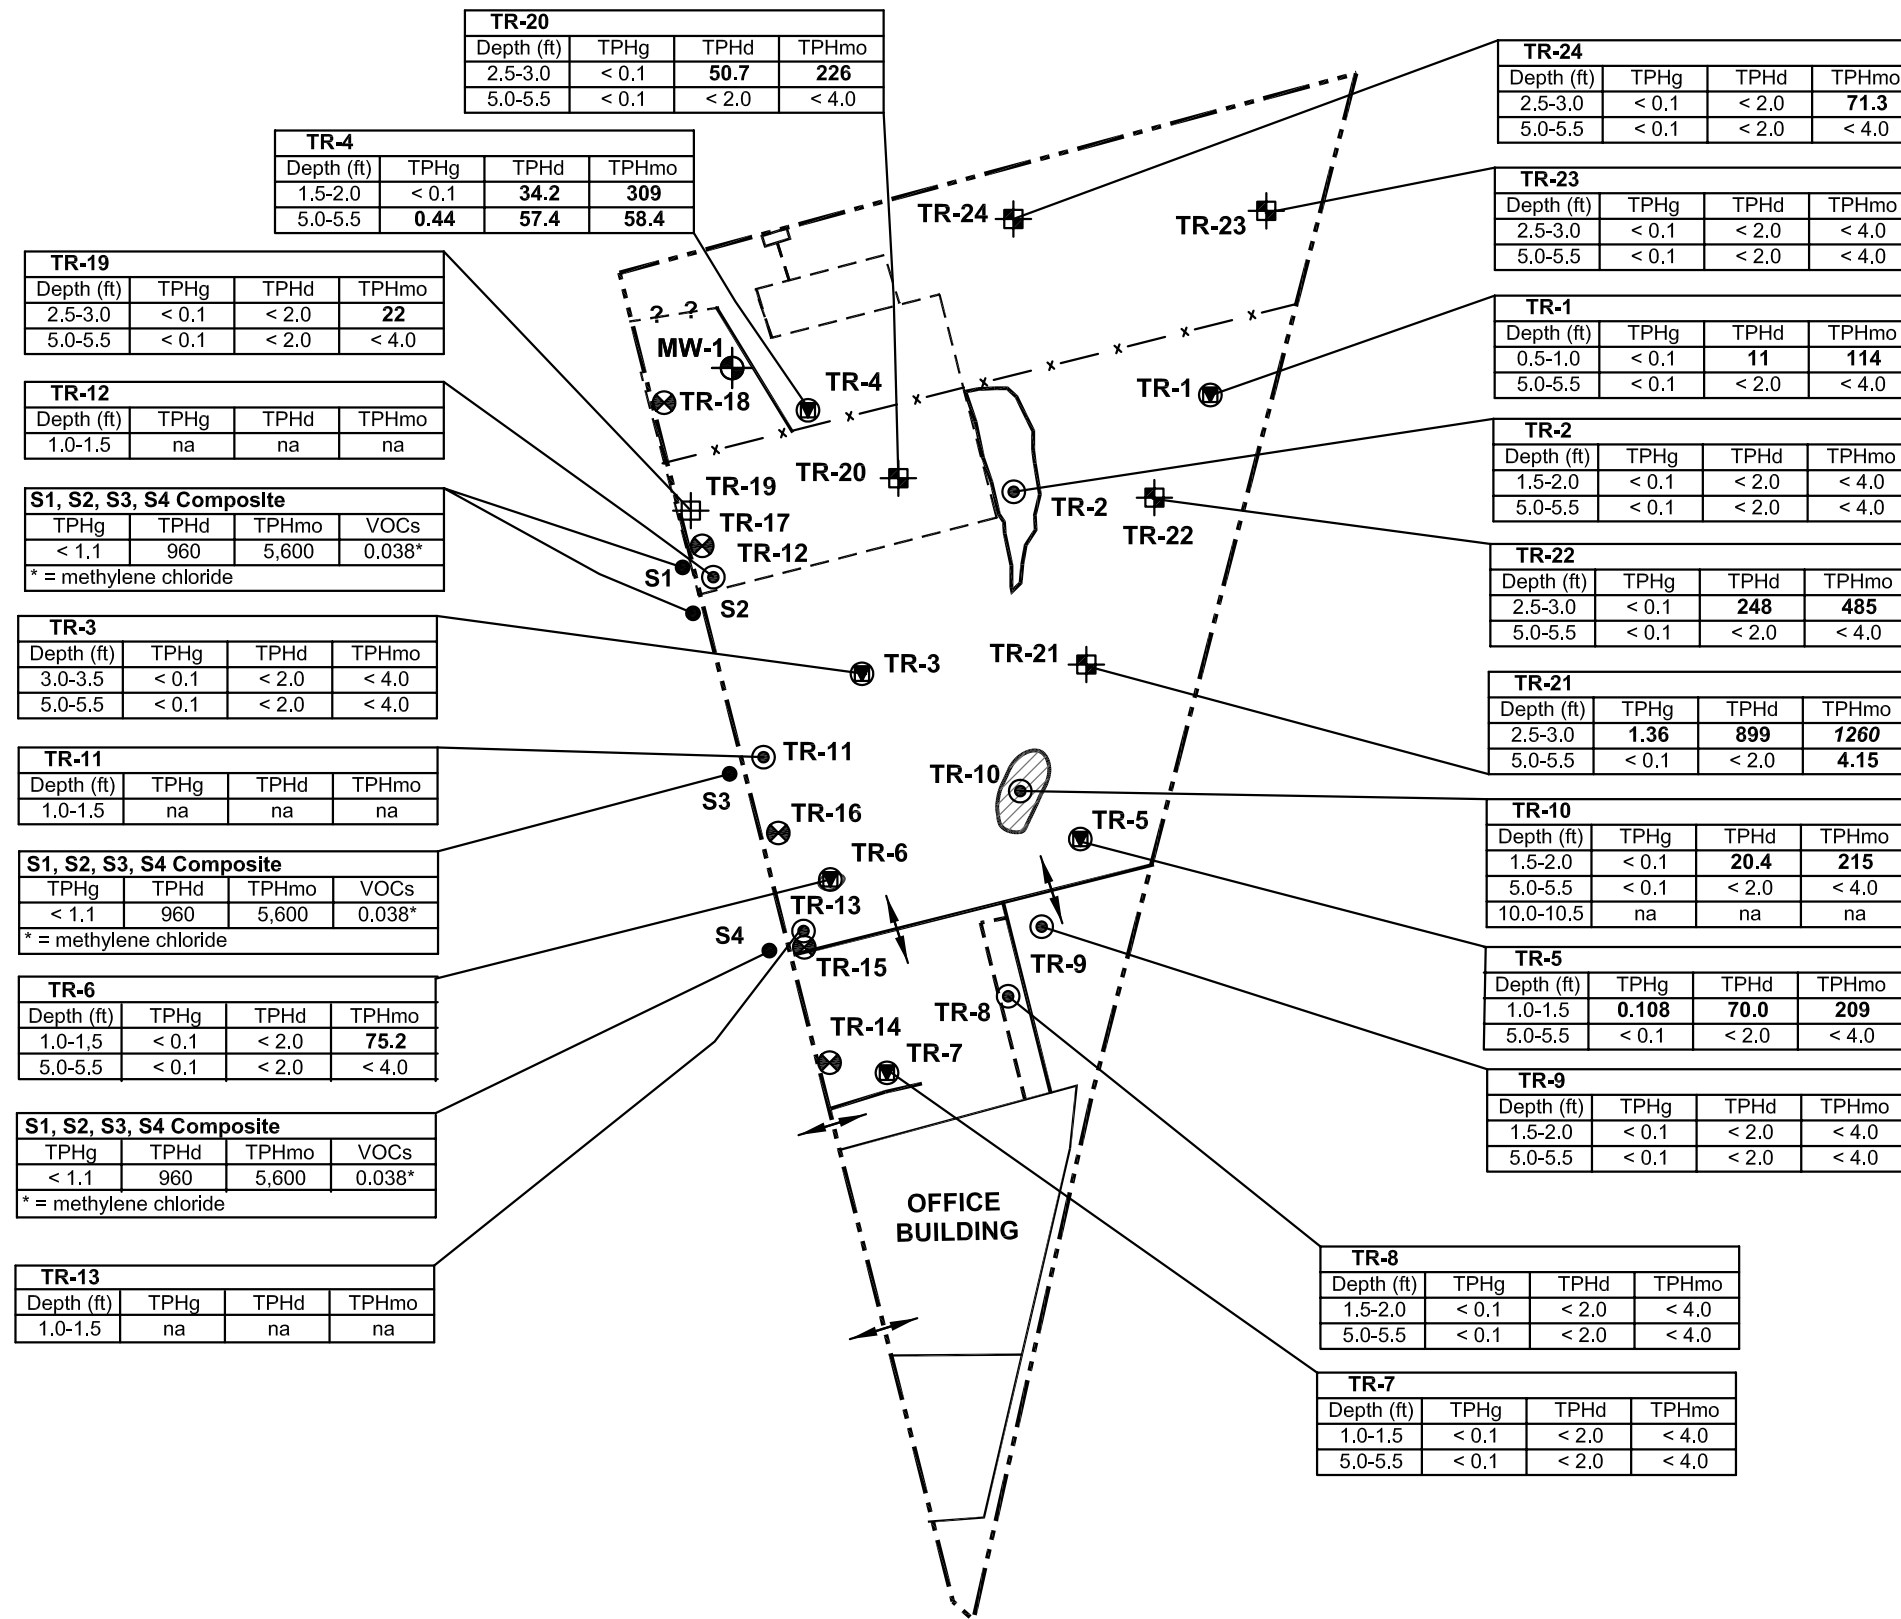 TR-20
Depth (ft) TPHg TPHd TPHmo
2.5-3.0 < 0.1 50.7 226
5.0-5.5 < 0.1 < 2.0 < 4.0
TR-4
Depth (ft) TPHg TPHd TPHmo
1.5-2.0 < 0.1 34.2 309
5.0-5.5 0.44 57.4 58.4
TR-19
Depth (ft) TPHg TPHd TPHmo
2.5-3.0 < 0.1 < 2.0 22
5.0-5.5 < 0.1 < 2.0 < 4.0
TR-12
Depth (ft) TPHg TPHd TPHmo
1.0-1.5 na na na
S1, S2, S3, S4 Composite
TPHg TPHd TPHmo VOCs
< 1.1 960 5,600 0.038*
* = methylene chloride
TR-3
Depth (ft) TPHg TPHd TPHmo
3.0-3.5 < 0.1 < 2.0 < 4.0
5.0-5.5 < 0.1 < 2.0 < 4.0
TR-11
Depth (ft) TPHg TPHd TPHmo
1.0-1.5 na na na
S1, S2, S3, S4 Composite
TPHg TPHd TPHmo VOCs
< 1.1 960 5,600 0.038*
* = methylene chloride
TR-6
Depth (ft) TPHg TPHd TPHmo
1.0-1,5 < 0.1 < 2.0 75.2
5.0-5.5 < 0.1 < 2.0 < 4.0
S1, S2, S3, S4 Composite
TPHg TPHd TPHmo VOCs
< 1.1 960 5,600 0.038*
* = methylene chloride
TR-13
Depth (ft) TPHg TPHd TPHmo
1.0-1.5 na na na
TR-24
TR-23
? ?
MW-1
TR-18
TR-4
TR-1
TR-20
TR-19
TR-2
TR-17
TR-22
TR-12
S1
S2
TR-3
TR-21
TR-11
TR-10
S3
TR-16
TR-5
TR-6
TR-13
S4
TR-15
TR-9
TR-8
TR-14
TR-7
OFFICE
BUILDING
TR-24
Depth (ft) TPHg TPHd TPHmo
2.5-3.0 < 0.1 < 2.0 71.3
5.0-5.5 < 0.1 < 2.0 < 4.0
TR-23
Depth (ft) TPHg TPHd TPHmo
2.5-3.0 < 0.1 < 2.0 < 4.0
5.0-5.5 < 0.1 < 2.0 < 4.0
TR-1
Depth (ft) TPHg TPHd TPHmo
0.5-1.0 < 0.1 11 114
5.0-5.5 < 0.1 < 2.0 < 4.0
TR-2
Depth (ft) TPHg TPHd TPHmo
1.5-2.0 < 0.1 < 2.0 < 4.0
5.0-5.5 < 0.1 < 2.0 < 4.0
TR-22
Depth (ft) TPHg TPHd TPHmo
2.5-3.0 < 0.1 248 485
5.0-5.5 < 0.1 < 2.0 < 4.0
TR-21
Depth (ft) TPHg TPHd TPHmo
2.5-3.0 1.36 899 1260
5.0-5.5 < 0.1 < 2.0 4.15
TR-10
Depth (ft) TPHg TPHd TPHmo
1.5-2.0 < 0.1 20.4 215
5.0-5.5 < 0.1 < 2.0 < 4.0
10.0-10.5 na na na
TR-5
Depth (ft) TPHg TPHd TPHmo
1.0-1.5 0.108 70.0 209
5.0-5.5 < 0.1 < 2.0 < 4.0
TR-9
Depth (ft) TPHg TPHd TPHmo
1.5-2.0 < 0.1 < 2.0 < 4.0
5.0-5.5 < 0.1 < 2.0 < 4.0
TR-8
Depth (ft) TPHg TPHd TPHmo
1.5-2.0 < 0.1 < 2.0 < 4.0
5.0-5.5 < 0.1 < 2.0 < 4.0
TR-7
Depth (ft) TPHg TPHd TPHmo
1.0-1.5 < 0.1 < 2.0 < 4.0
5.0-5.5 < 0.1 < 2.0 < 4.0